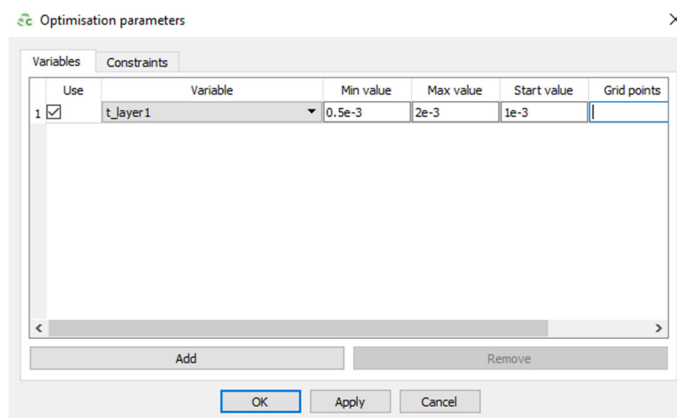 Optimisation parameters
Variables Constraints
Use Variable Min value Max value Start value Grid points
1 t_layer1 0.5e-3 2e-3 1e-3
Add Remove
OK Apply Cancel